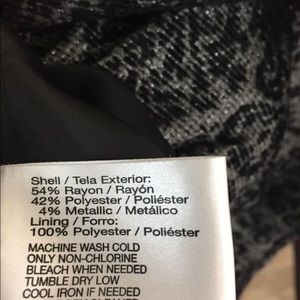 Shell / Tela Exterior:
54% Rayon / Rayón
42% Polyester / Poliéster
4% Metallic / Metálico
Lining / Forro:
100% Polyester / Poliéster
MACHINE WASH COLD
ONLY NON-CHLORINE
BLEACH WHEN NEEDED
TUMBLE DRY LOW
COOL IRON IF NEEDED